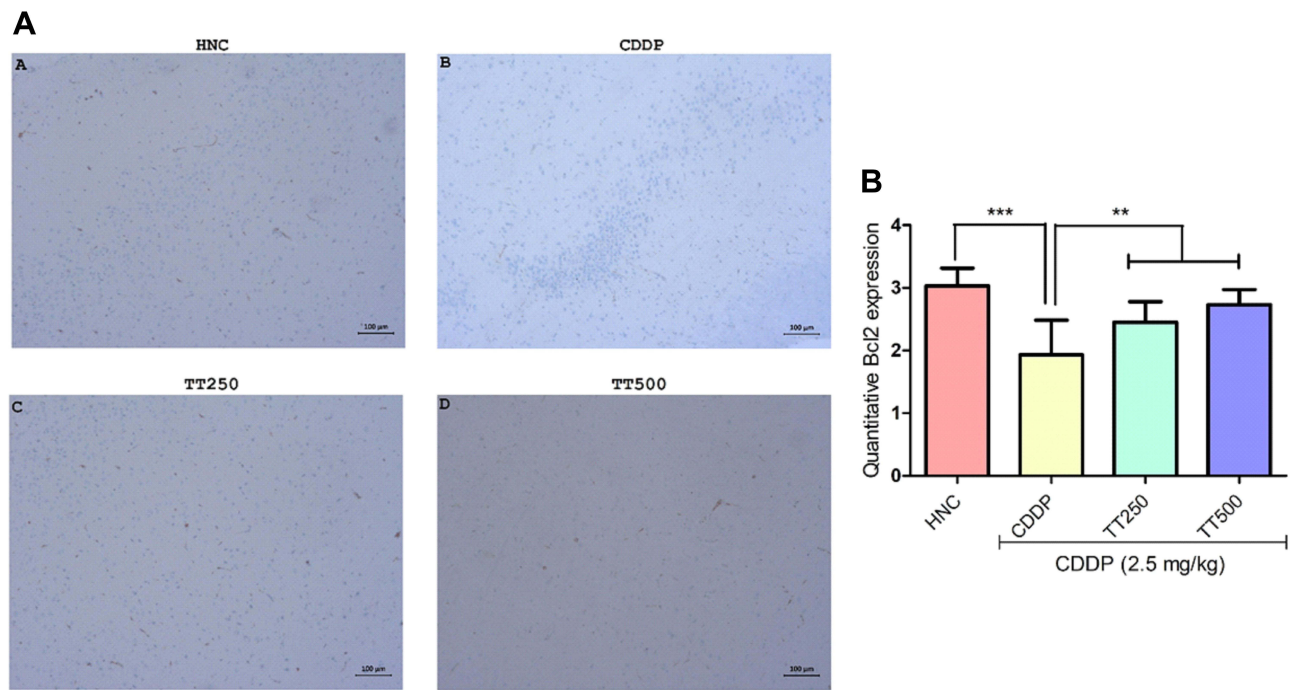 A
HNC
A
100 µm
CDDP
B
100 µm
TT250
C
100 µm
TT500
D
100 µm
B
Quantitative Bcl2 expression
4
3
2
1
0
***
**
HNC
CDDP
TT250
TT500
CDDP (2.5 mg/kg)